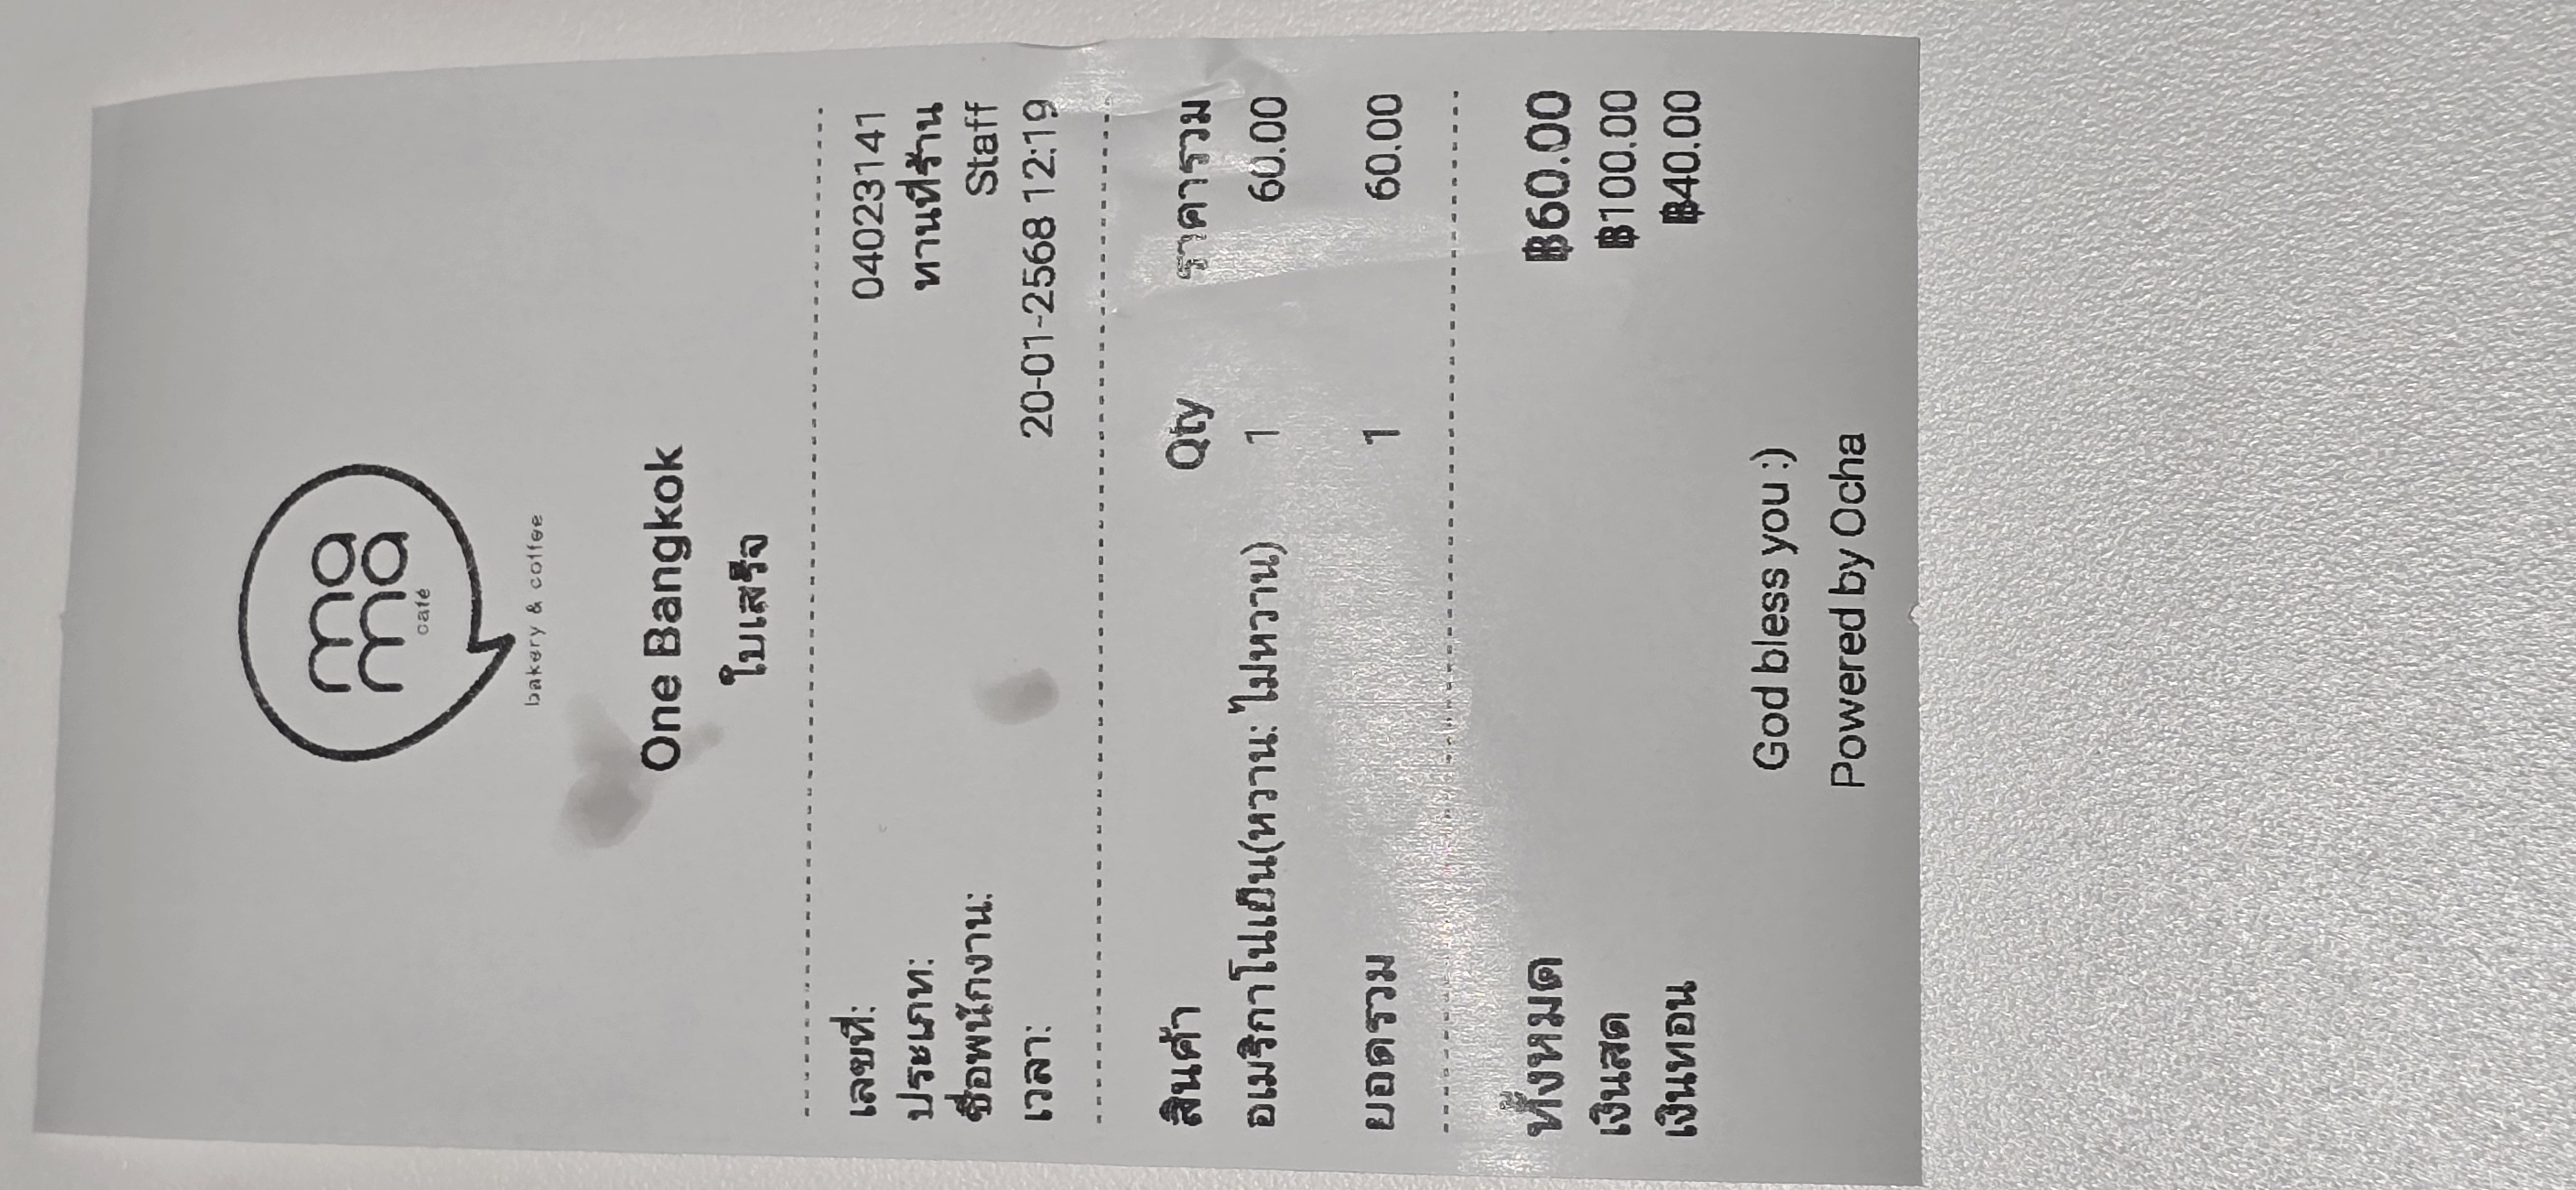 ma
ma
café
bakery & coffee
One Bangkok
ใบเสร็จ
เลขที่: 04023141
ประเภท: ทานที่ร้าน
ชื่อพนักงาน: Staff
เวลา: 20-01-2568 12:19
สินค้า Qty ราคารวม
อเมริกาโน่เย็น(หวาน: ไม่หวาน) 1 60.00
ยอดรวม 1 60.00
ทั้งหมด ฿60.00
เงินสด ฿100.00
เงินทอน ฿40.00
God bless you :)
Powered by Ocha